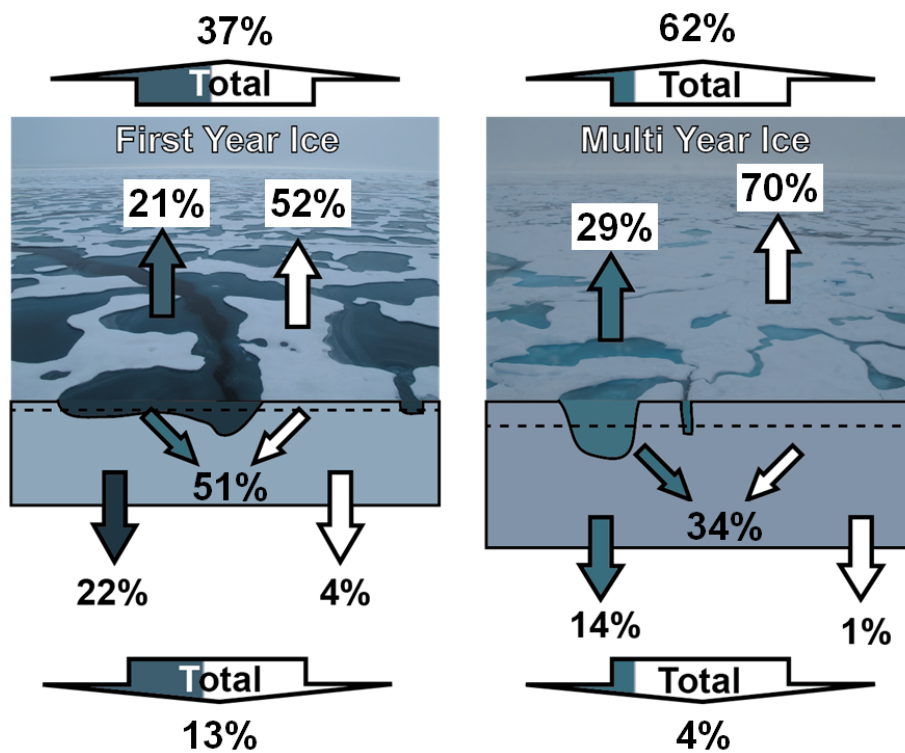 37%
Total
First Year Ice
21%
52%
51%
22%
4%
Total
13%
62%
Total
Multi Year Ice
70%
29%
34%
14%
1%
Total
4%